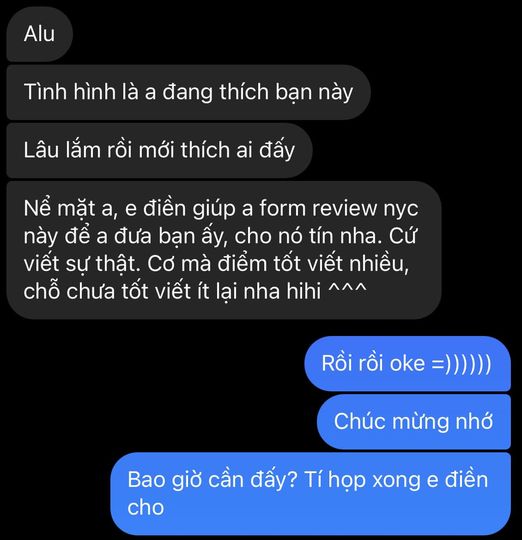 Alu
Tình hình là a đang thích bạn này
Lâu lắm rồi mới thích ai đấy
Nể mặt a, e điền giúp a form review nyc
này để a đưa bạn ấy, cho nó tín nha. Cứ
viết sự thật. Cơ mà điểm tốt viết nhiều,
chỗ chưa tốt viết ít lại nha hihi ^^^
Rồi rồi oke =))))))
Chúc mừng nhớ
Bao giờ cần đấy? Tí họp xong e điền
cho